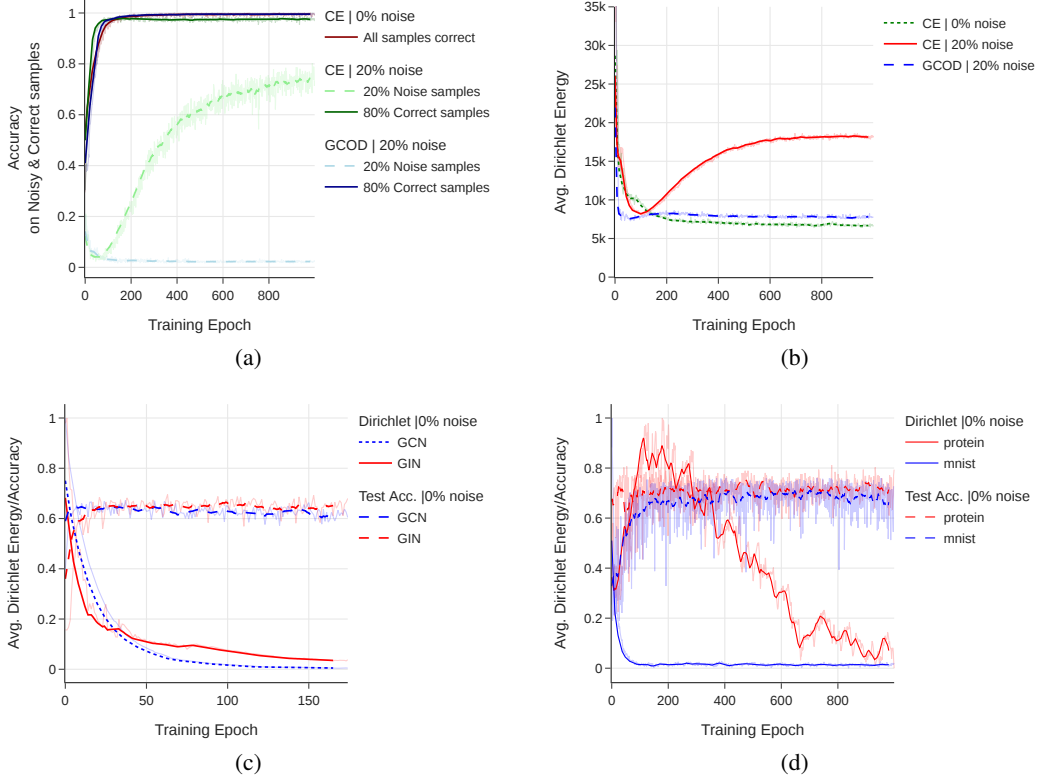 Accuracy
on Noisy & Correct samples
1
0.8
0.6
0.4
0.2
0
0 200 400 600 800
Training Epoch
CE | 0% noise
All samples correct
CE | 20% noise
20% Noise samples
80% Correct samples
GCOD | 20% noise
20% Noise samples
80% Correct samples
(a)
Avg. Dirichlet Energy
35k
30k
25k
20k
15k
10k
5k
0
0 200 400 600 800
Training Epoch
CE | 0% noise
CE | 20% noise
GCOD | 20% noise
(b)
Avg. Dirichlet Energy/Accuracy
1
0.8
0.6
0.4
0.2
0
0 50 100 150
Training Epoch
Dirichlet |0% noise
GCN
GIN
Test Acc. |0% noise
GCN
GIN
(c)
Avg. Dirichlet Energy/Accuracy
1
0.8
0.6
0.4
0.2
0
0 200 400 600 800
Training Epoch
Dirichlet |0% noise
protein
mnist
Test Acc. |0% noise
protein
mnist
(d)